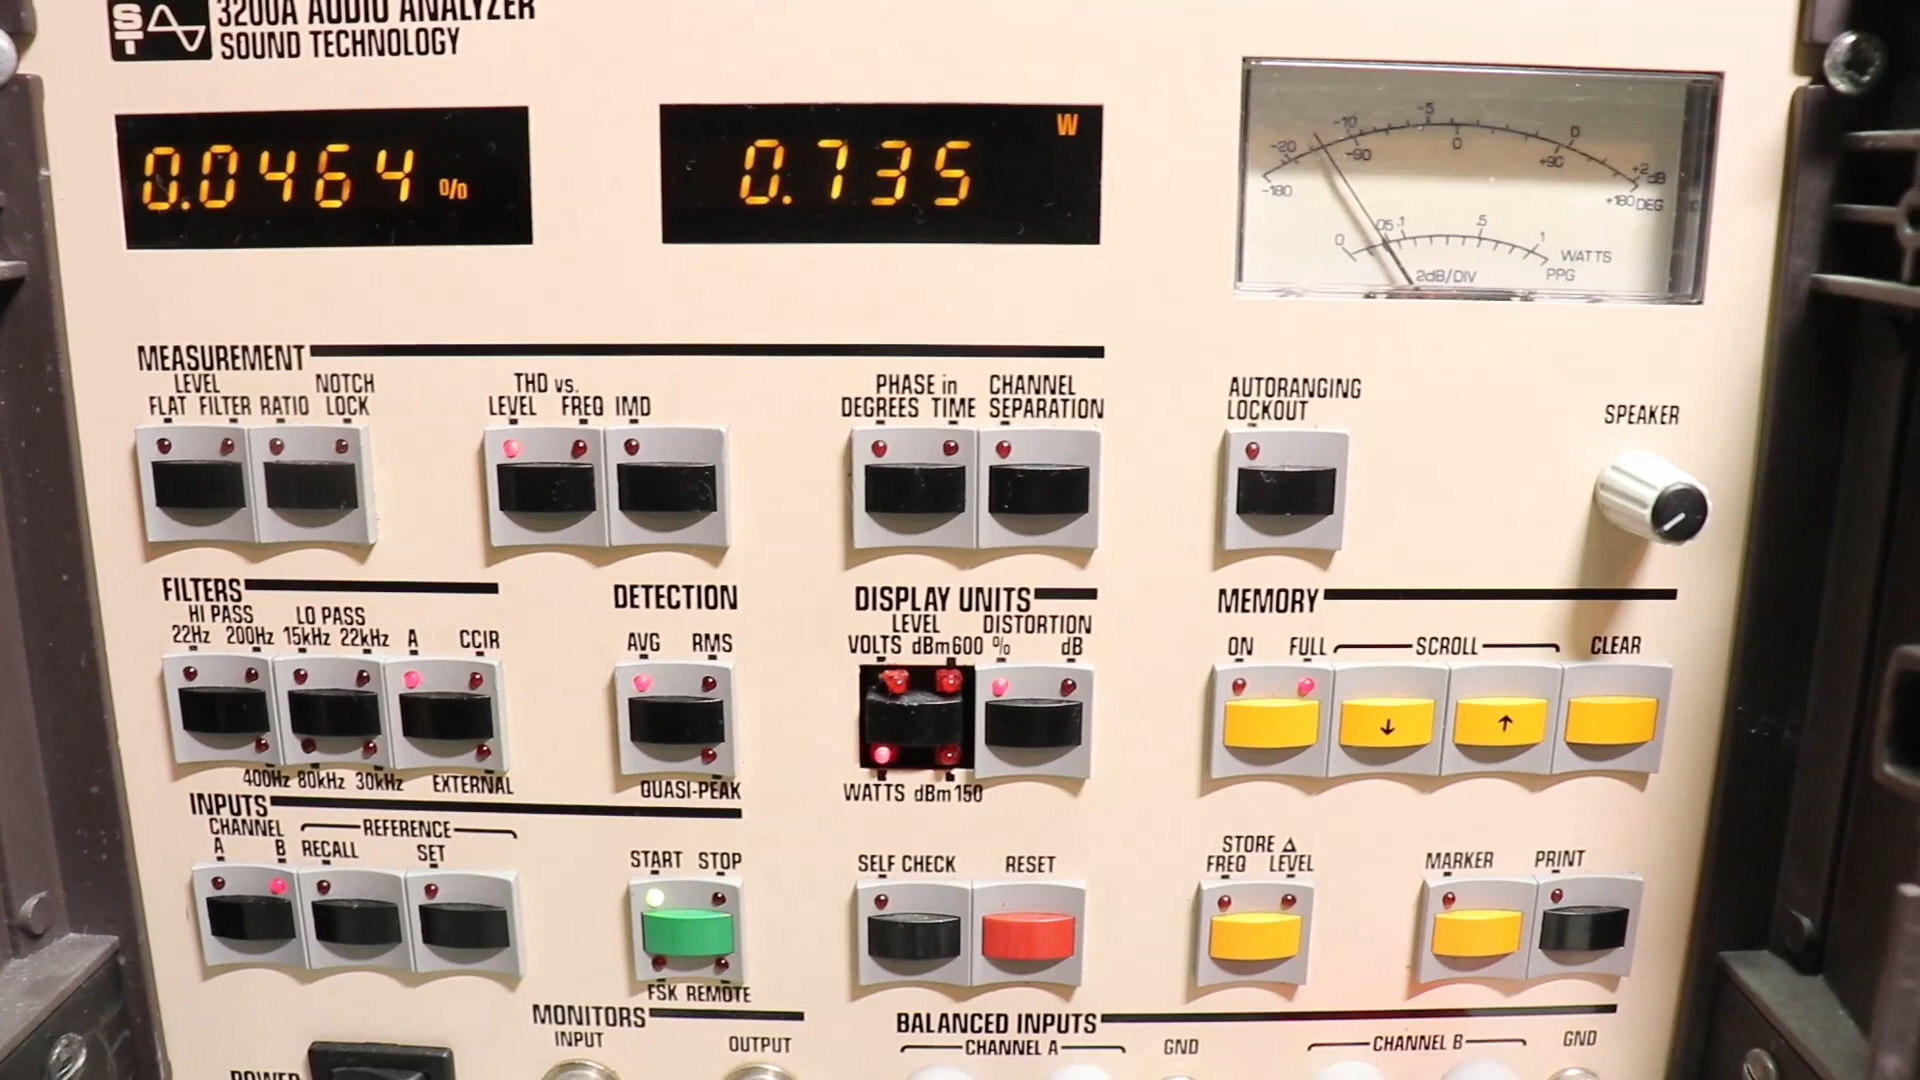 ST 3200A AUDIO ANALYZER
SOUND TECHNOLOGY
0.0464 %
0.735 W
-20 -10 -5 0 +2 dB
-180 -90 0 +90 +180 DEG
0 .05 .1 .5 1 WATTS
2dB/DIV PPG
MEASUREMENT
LEVEL NOTCH
FLAT FILTER RATIO LOCK
THD vs.
LEVEL FREQ IMD
PHASE in CHANNEL
DEGREES TIME SEPARATION
AUTORANGING
LOCKOUT
SPEAKER
FILTERS
HI PASS LO PASS
22Hz 200Hz 15kHz 22kHz A CCIR
400Hz 80kHz 30kHz EXTERNAL
DETECTION
AVG RMS
QUASI-PEAK
DISPLAY UNITS
LEVEL DISTORTION
VOLTS dBm600 % dB
WATTS dBm150
MEMORY
ON FULL SCROLL CLEAR
↓ ↑
INPUTS
CHANNEL REFERENCE
A B RECALL SET
START STOP
FSK REMOTE
SELF CHECK RESET
STORE Δ
FREQ LEVEL
MARKER PRINT
MONITORS
INPUT OUTPUT
BALANCED INPUTS
CHANNEL A GND CHANNEL B GND
POWER